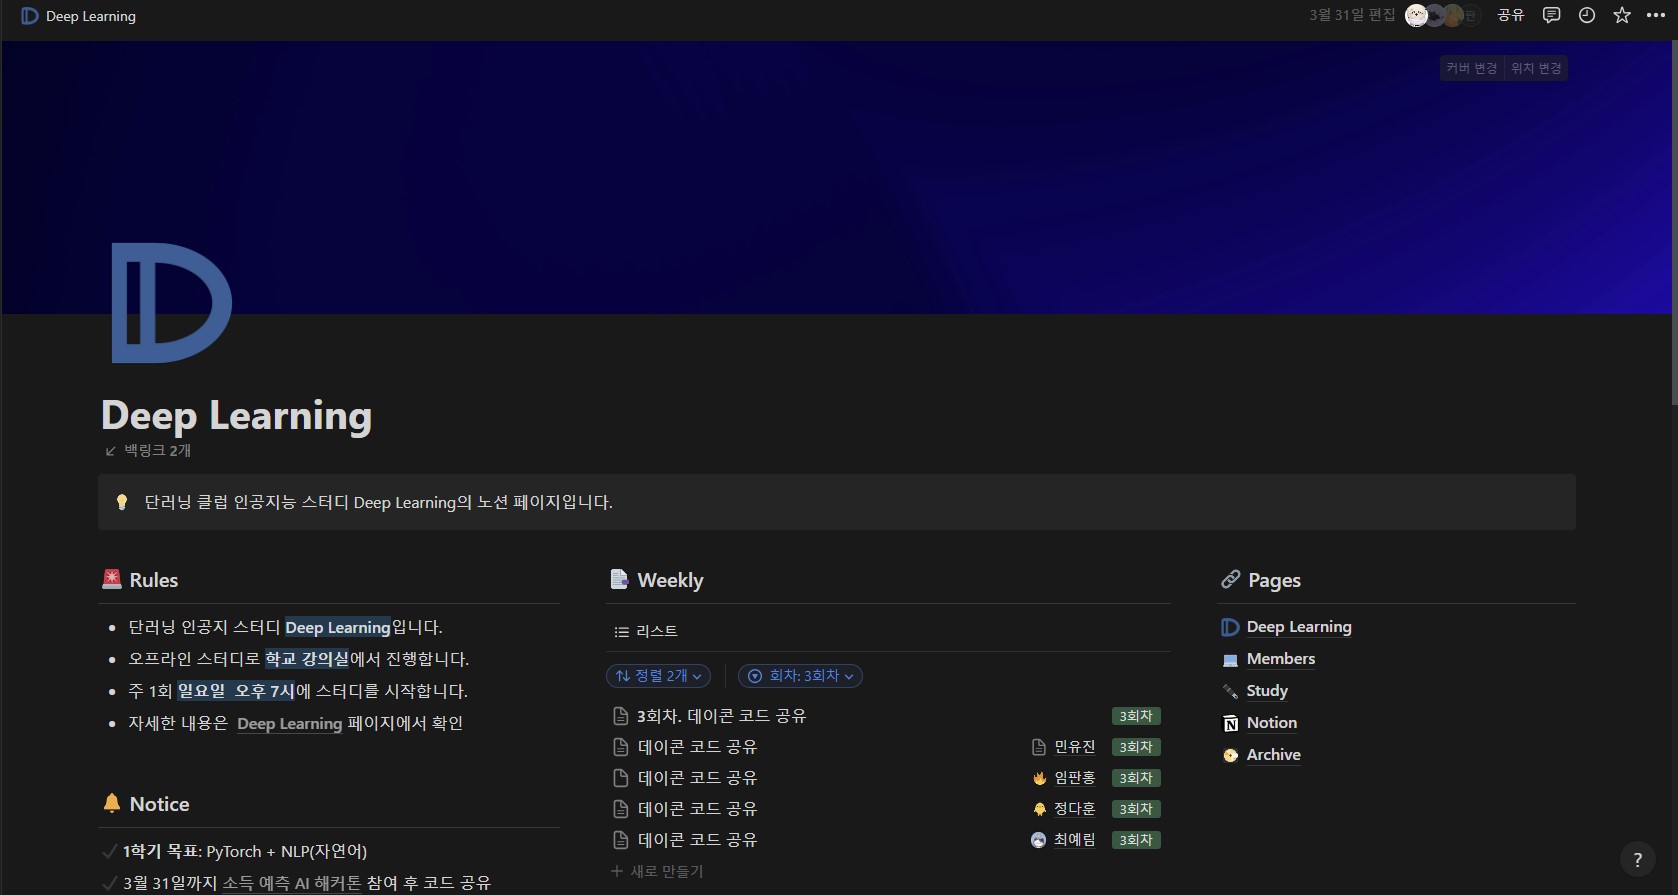 Deep Learning
3월 31일 편집
공유
커버 변경
위치 변경
Deep Learning
백링크 2개
단러닝 클럽 인공지능 스터디 Deep Learning의 노션 페이지입니다.
Rules
단러닝 인공지 스터디 Deep Learning입니다.
오프라인 스터디로 학교 강의실에서 진행합니다.
주 1회 일요일 오후 7시에 스터디를 시작합니다.
자세한 내용은 Deep Learning 페이지에서 확인
Notice
1학기 목표: PyTorch + NLP(자연어)
3월 31일까지 소득 예측 AI 해커톤 참여 후 코드 공유
Weekly
리스트
정렬 2개
회차: 3회차
3회차. 데이콘 코드 공유 3회차
데이콘 코드 공유 민유진 3회차
데이콘 코드 공유 임판홍 3회차
데이콘 코드 공유 정다훈 3회차
데이콘 코드 공유 최예림 3회차
새로 만들기
Pages
Deep Learning
Members
Study
Notion
Archive
?